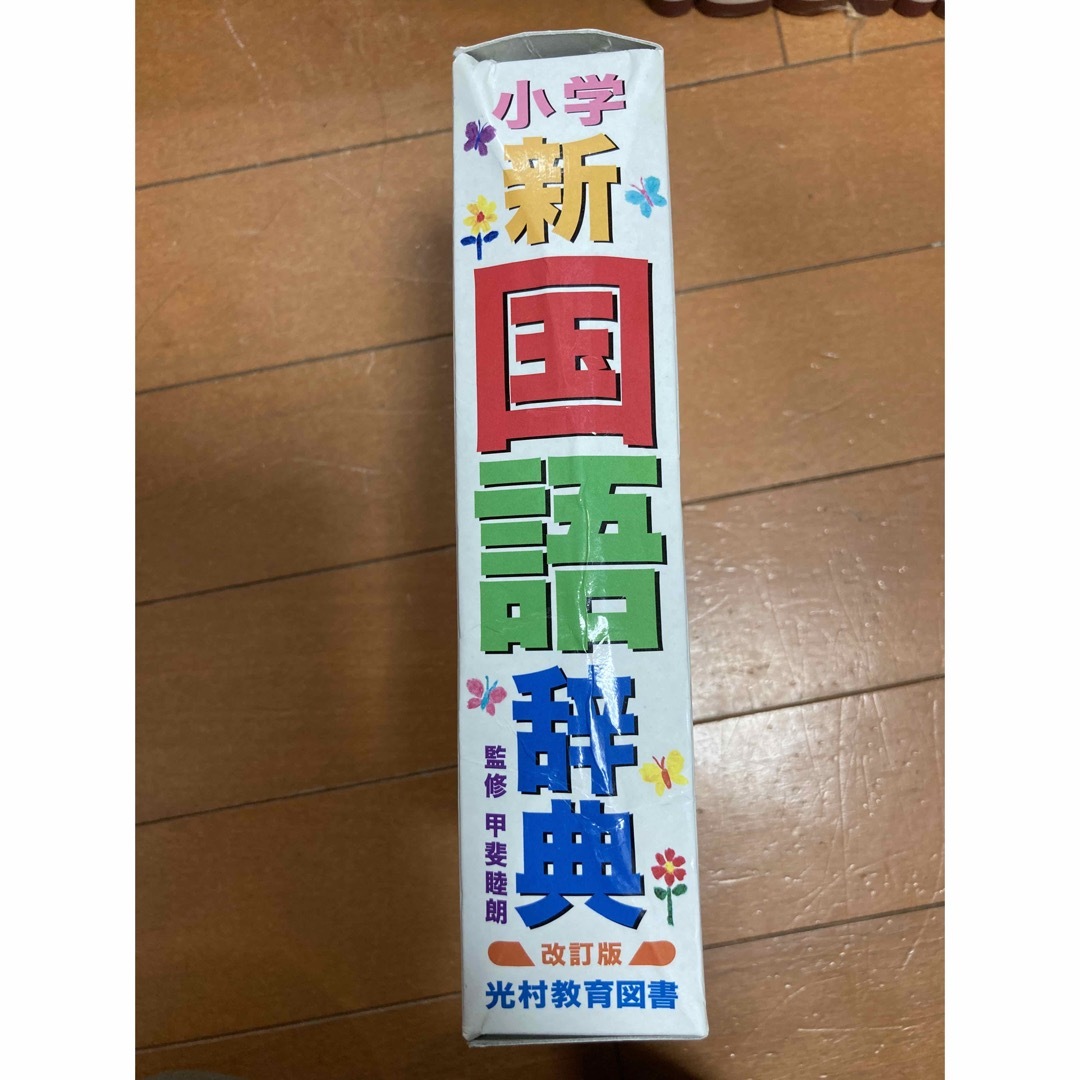 小学
新国語辞典
監修 甲斐睦朗
改訂版
光村教育図書